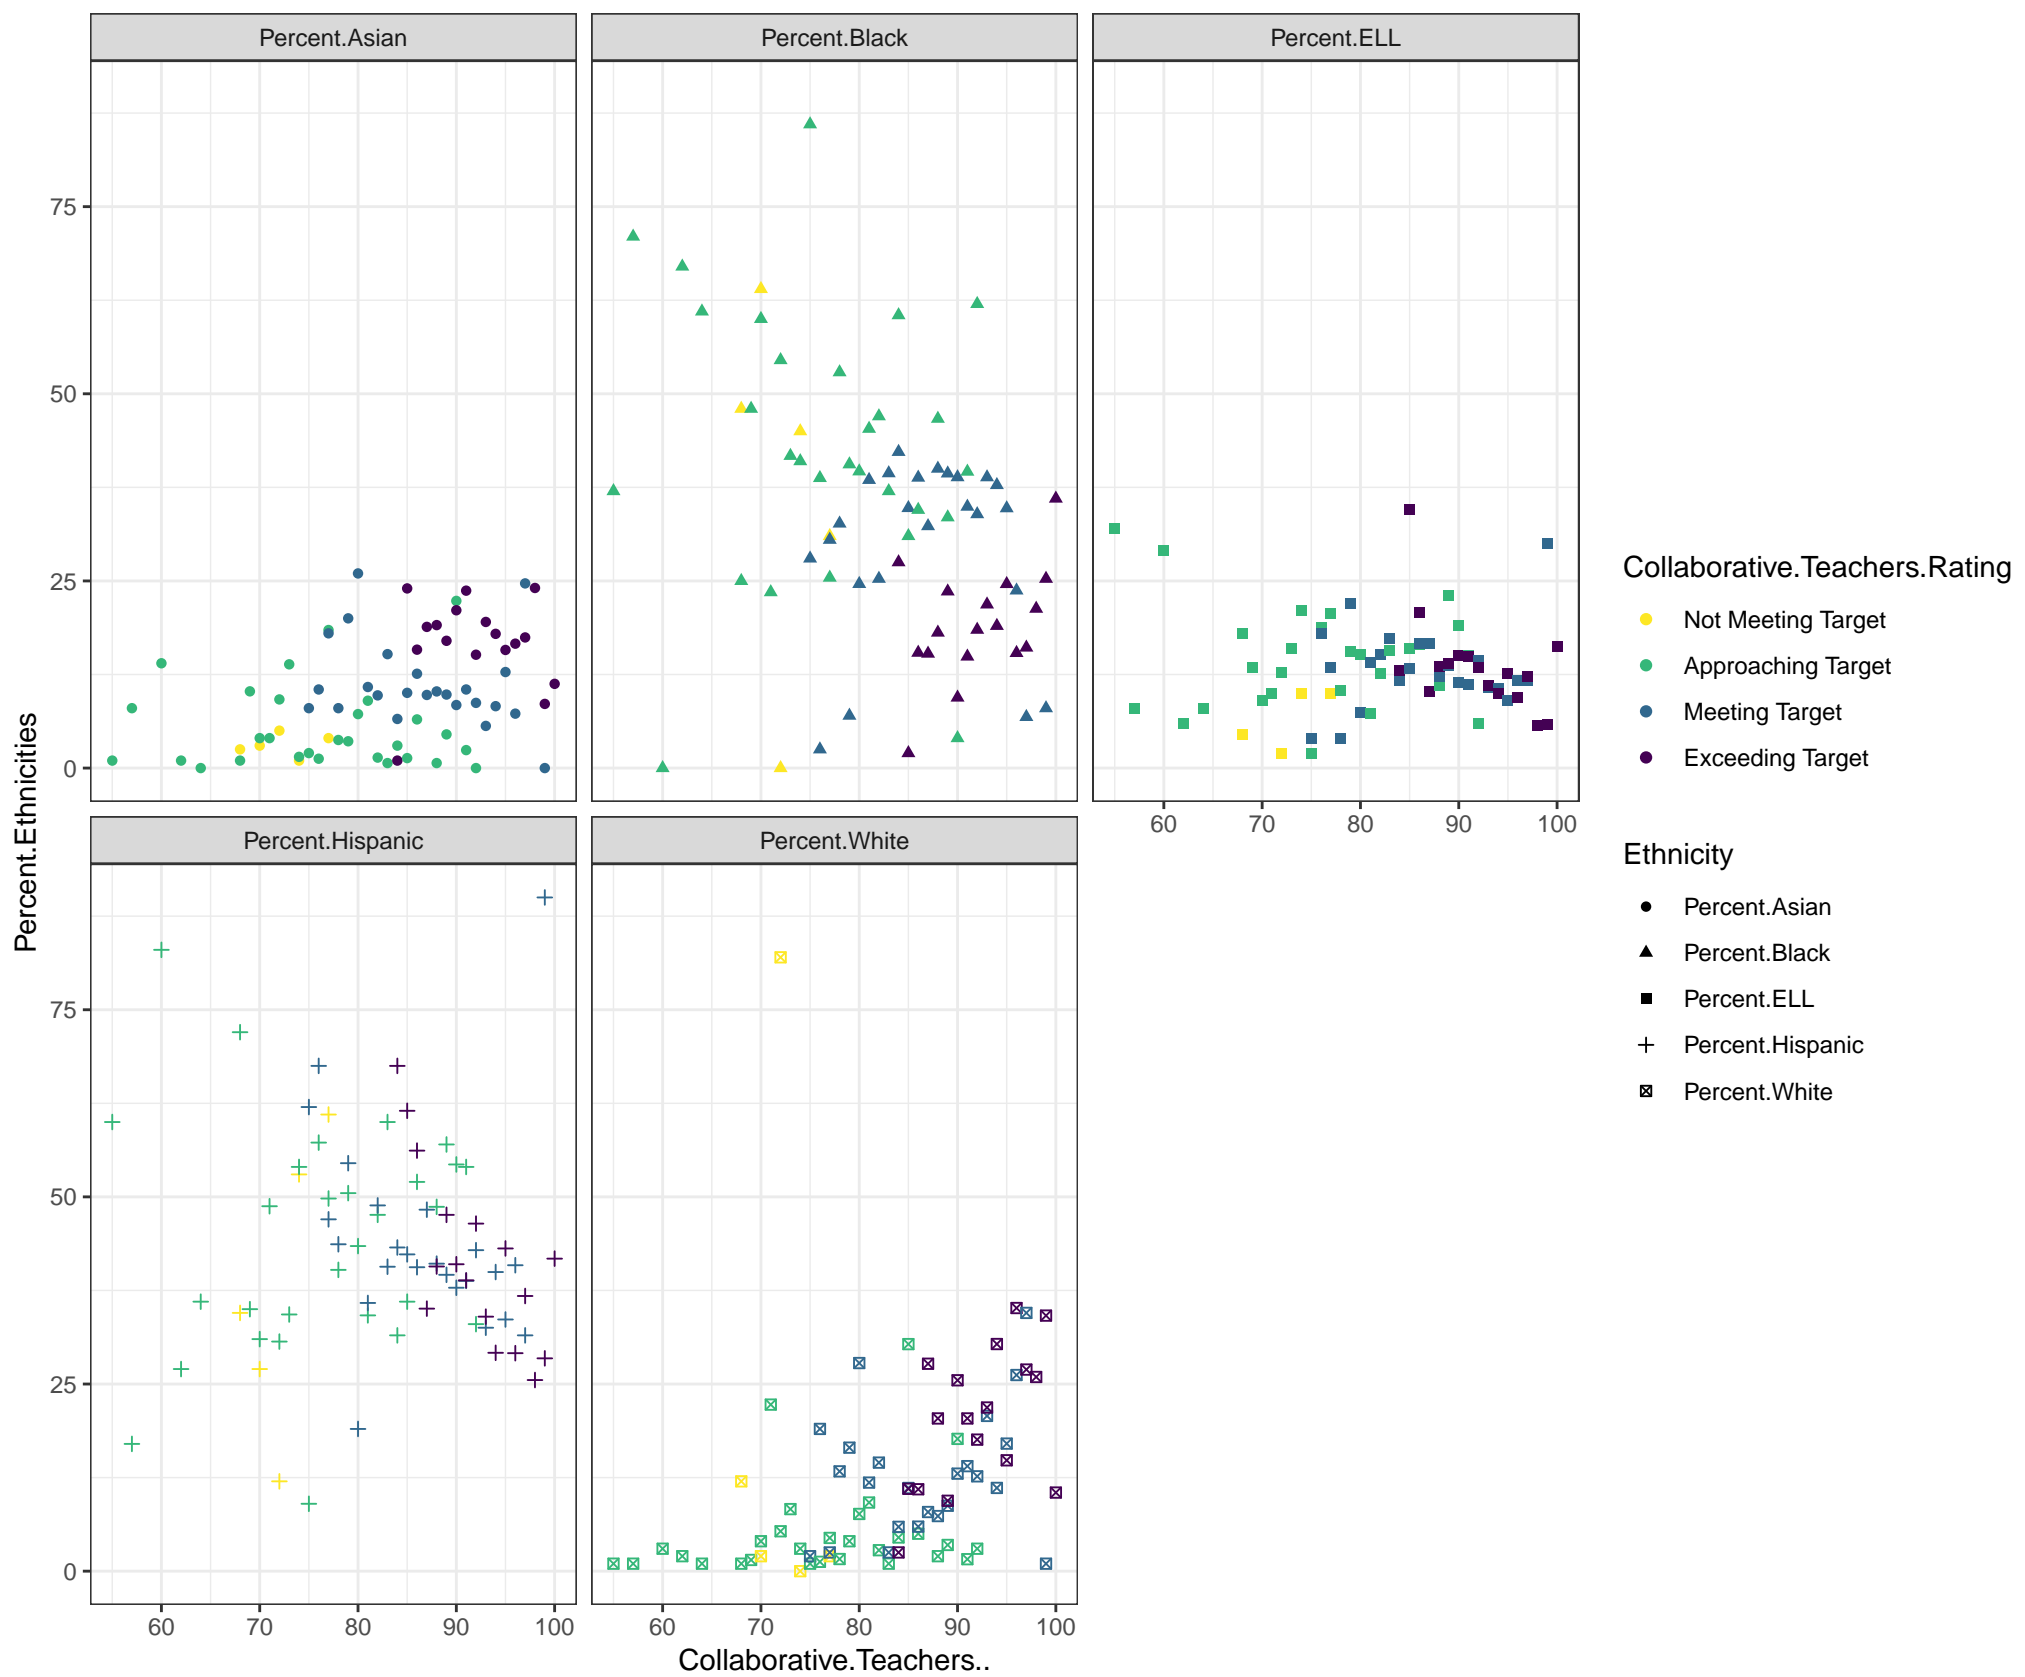 Percent.Asian
Percent.Black
Percent.ELL
75
50
25
0
60 70 80 90 100
Percent.Hispanic
Percent.White
75
50
25
0
60 70 80 90 100
60 70 80 90 100
Percent.Ethnicities
Collaborative.Teachers..
Collaborative.Teachers.Rating
Not Meeting Target
Approaching Target
Meeting Target
Exceeding Target
Ethnicity
Percent.Asian
Percent.Black
Percent.ELL
Percent.Hispanic
Percent.White